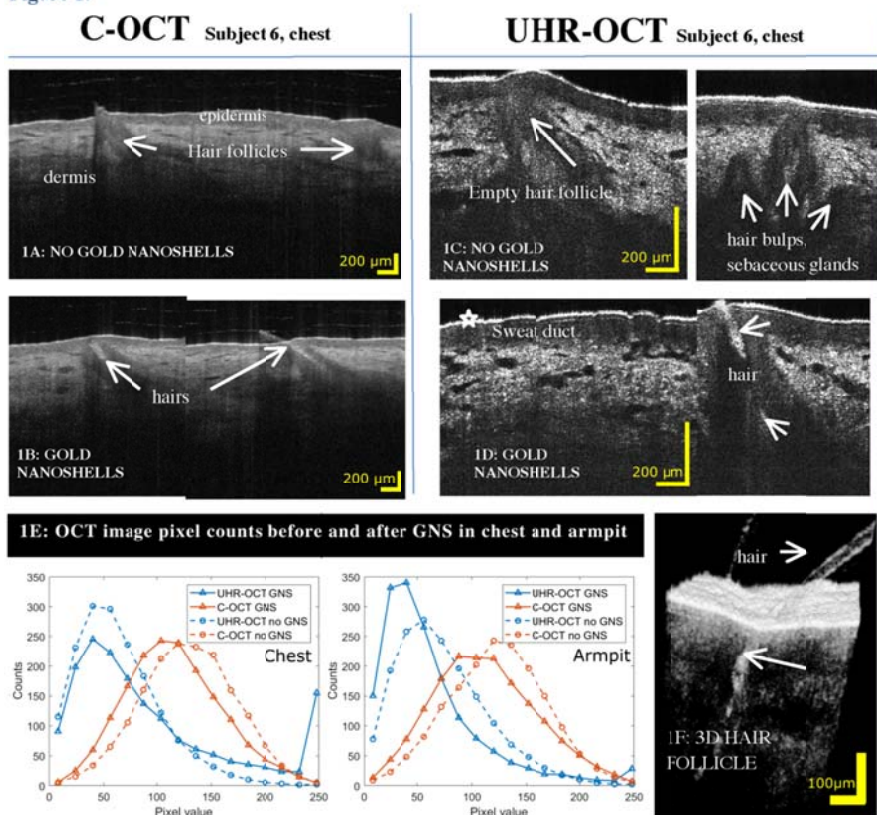 C-OCT Subject 6, chest
UHR-OCT Subject 6, chest
epidermis
Hair follicles
dermis
1A: NO GOLD NANOSHELLS
200 µm
Empty hair follicle
1C: NO GOLD
NANOSHELLS
200 µm
hair bulps,
sebaceous glands
hairs
1B: GOLD
NANOSHELLS
200 µm
Sweat duct
hair
1D: GOLD
NANOSHELLS
200 µm
1E: OCT image pixel counts before and after GNS in chest and armpit
350
300
250
200
150
100
50
0
Counts
0 50 100 150 200 250
Pixel value
UHR-OCT GNS
C-OCT GNS
UHR-OCT no GNS
C-OCT no GNS
Chest
350
300
250
200
150
100
50
0
Counts
0 50 100 150 200 250
Pixel value
UHR-OCT GNS
C-OCT GNS
UHR-OCT no GNS
C-OCT no GNS
Armpit
hair
1F: 3D HAIR
FOLLICLE
100µm